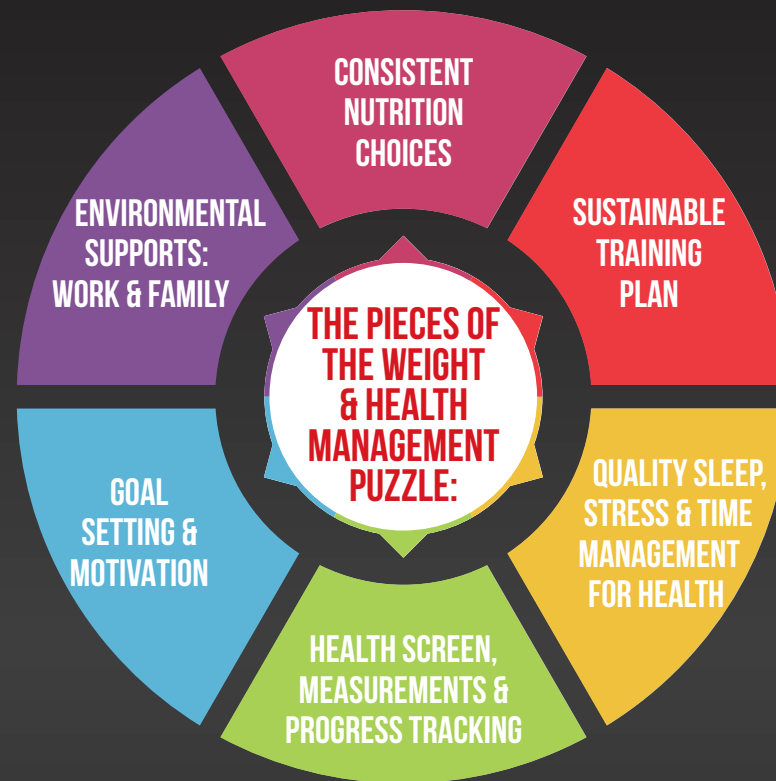 THE PIECES OF
THE WEIGHT
& HEALTH
MANAGEMENT
PUZZLE:
CONSISTENT
NUTRITION
CHOICES
SUSTAINABLE
TRAINING
PLAN
QUALITY SLEEP,
STRESS & TIME
MANAGEMENT
FOR HEALTH
HEALTH SCREEN,
MEASUREMENTS &
PROGRESS TRACKING
GOAL
SETTING &
MOTIVATION
ENVIRONMENTAL
SUPPORTS:
WORK & FAMILY